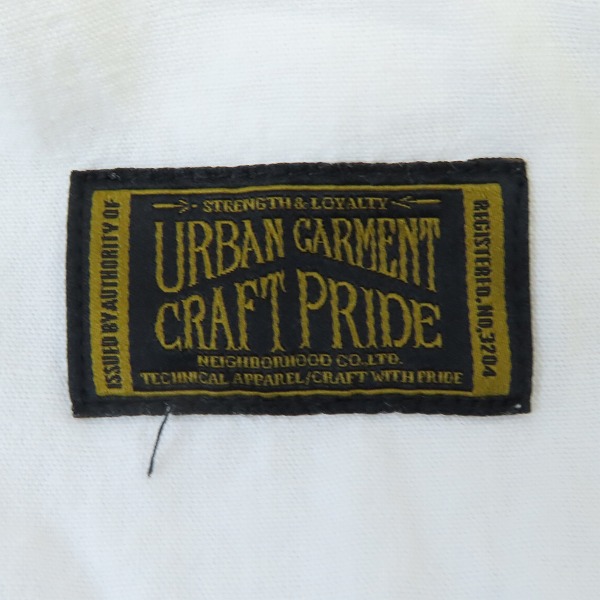 STRENGTH & LOYALTY
URBAN GARMENT
CRAFT PRIDE
NEIGHBORHOOD CO.,LTD.
TECHNICAL APPAREL/CRAFT WITH PRIDE
ISSUED BY AUTHORITY OF
REGISTERED.NO.3204